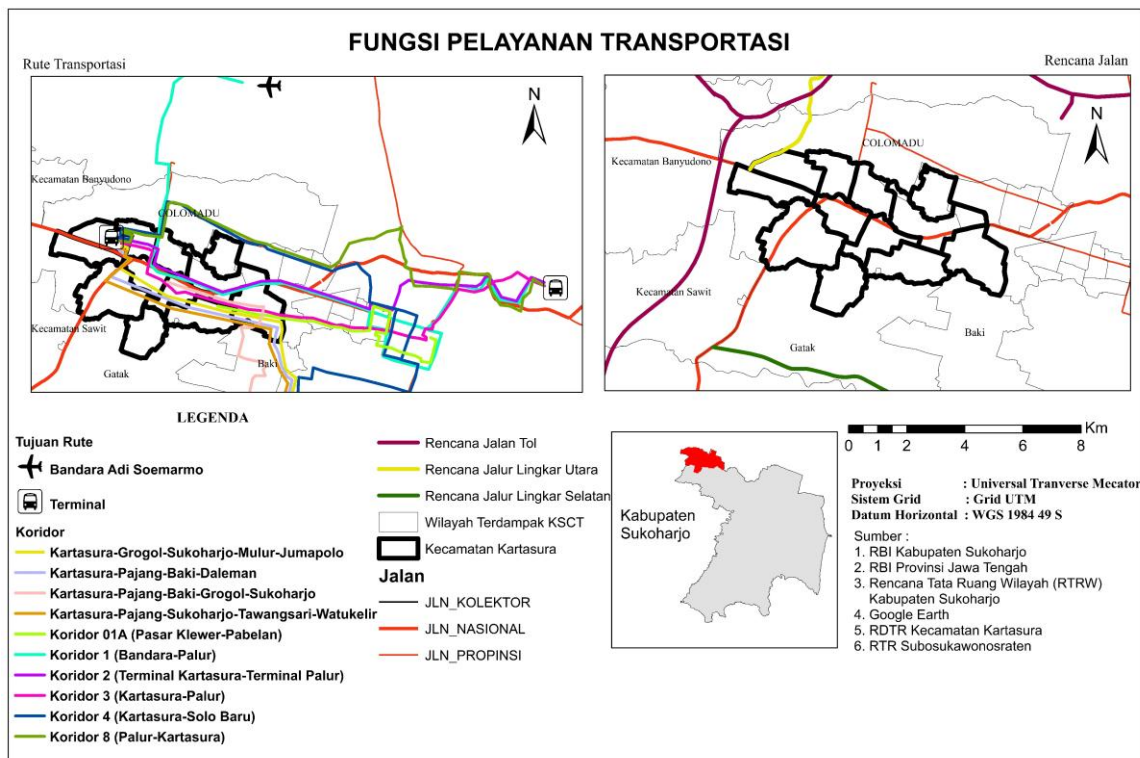 FUNGSI PELAYANAN TRANSPORTASI
Rute Transportasi
N
Kecamatan Banyudono
COLOMADU
Kecamatan Sawit
Gatak
Baki
Rencana Jalan
N
COLOMADU
Kecamatan Banyudono
Kecamatan Sawit
Gatak
Baki
LEGENDA
Tujuan Rute
Bandara Adi Soemarmo
Terminal
Koridor
Kartasura-Grogol-Sukoharjo-Mulur-Jumapolo
Kartasura-Pajang-Baki-Daleman
Kartasura-Pajang-Baki-Grogol-Sukoharjo
Kartasura-Pajang-Sukoharjo-Tawangsari-Watukelir
Koridor 01A (Pasar Klewer-Pabelan)
Koridor 1 (Bandara-Palur)
Koridor 2 (Terminal Kartasura-Terminal Palur)
Koridor 3 (Kartasura-Palur)
Koridor 4 (Kartasura-Solo Baru)
Koridor 8 (Palur-Kartasura)
Rencana Jalan Tol
Rencana Jalur Lingkar Utara
Rencana Jalur Lingkar Selatan
Wilayah Terdampak KSCT
Kecamatan Kartasura
Jalan
JLN_KOLEKTOR
JLN_NASIONAL
JLN_PROPINSI
Kabupaten
Sukoharjo
Km
0 1 2 4 6 8
Proyeksi : Universal Tranverse Mecator
Sistem Grid : Grid UTM
Datum Horizontal : WGS 1984 49 S
Sumber :
1. RBI Kabupaten Sukoharjo
2. RBI Provinsi Jawa Tengah
3. Rencana Tata Ruang Wilayah (RTRW)
Kabupaten Sukoharjo
4. Google Earth
5. RDTR Kecamatan Kartasura
6. RTR Subosukawonosraten